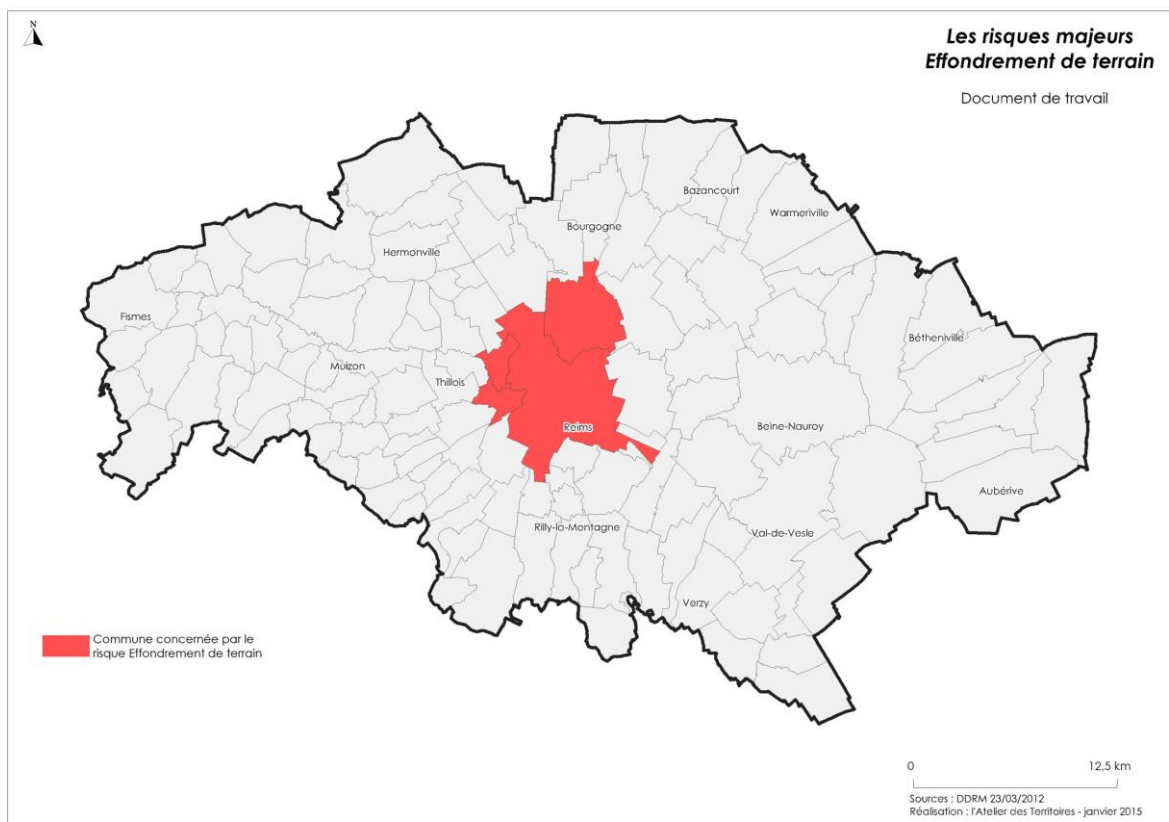 N
Les risques majeurs
Effondrement de terrain
Document de travail
Bazancourt
Warmeriville
Bourgogne
Hermonville
Fismes
Bétheniville
Muizon
Thillois
Reims
Beine-Nauroy
Aubérive
Rilly-la-Montagne
Val-de-Vesle
Verzy
Commune concernée par le
risque Effondrement de terrain
0 12,5 km
Sources : DDRM 23/03/2012
Réalisation : l'Atelier des Territoires - janvier 2015